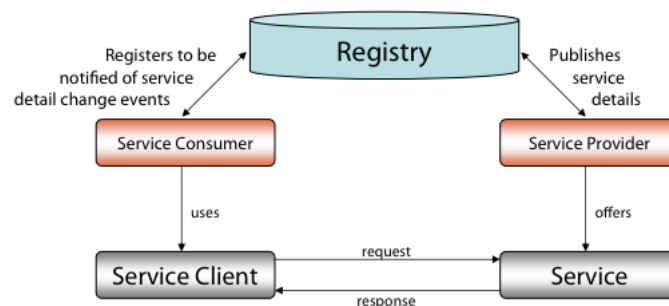 Registry
Registers to be
notified of service
detail change events
Publishes
service
details
Service Consumer
Service Provider
uses
offers
Service Client
request
response
Service